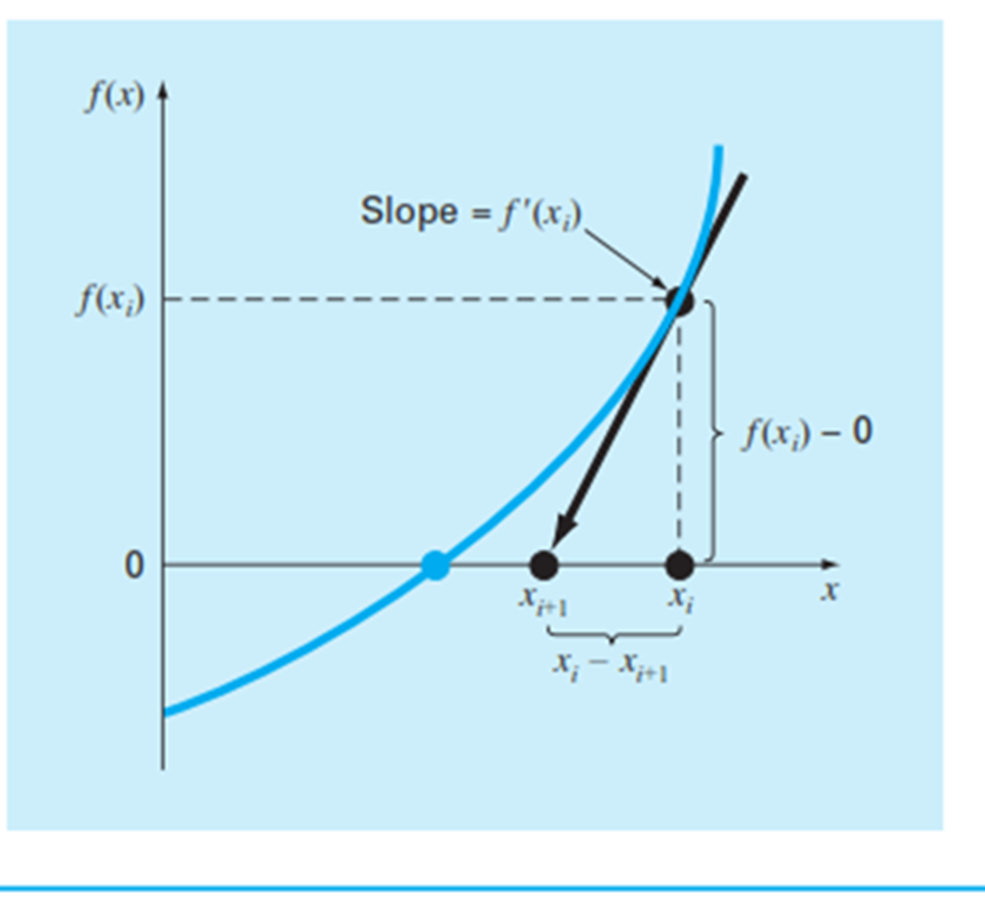 f(x)
Slope = f'(xᵢ)
f(xᵢ)
f(xᵢ) – 0
0
xᵢ₊₁
xᵢ
x
xᵢ – xᵢ₊₁